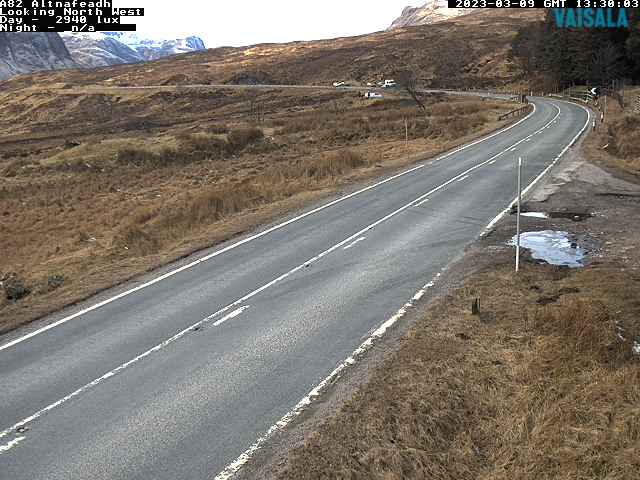 A82 Altnafeadh
Looking North West
Day - -2940 lux
Night - - n/a
2023-03-09 GMT 13:30:03
VAISALA